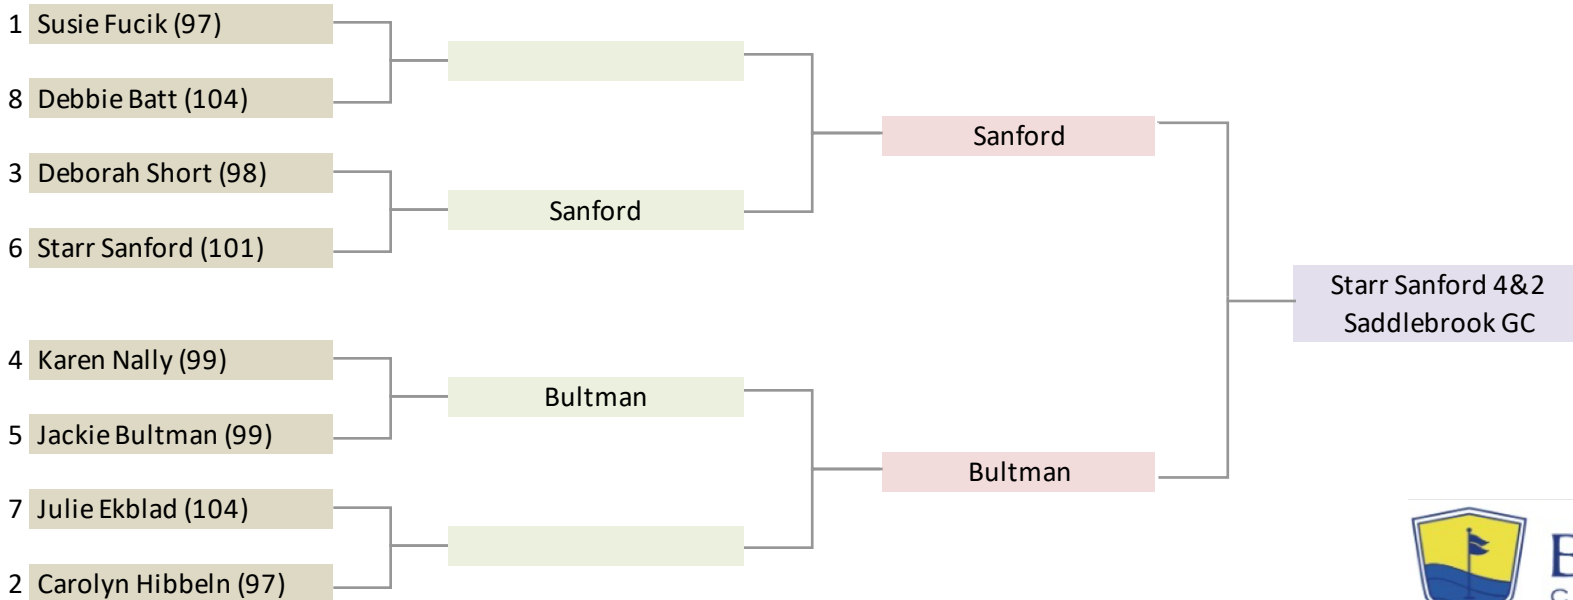 1 Susie Fucik (97)
8 Debbie Batt (104)
Sanford
3 Deborah Short (98)
Sanford
6 Starr Sanford (101)
Starr Sanford 4&2
Saddlebrook GC
4 Karen Nally (99)
Bultman
5 Jackie Bultman (99)
Bultman
7 Julie Ekblad (104)
2 Carolyn Hibbeln (97)